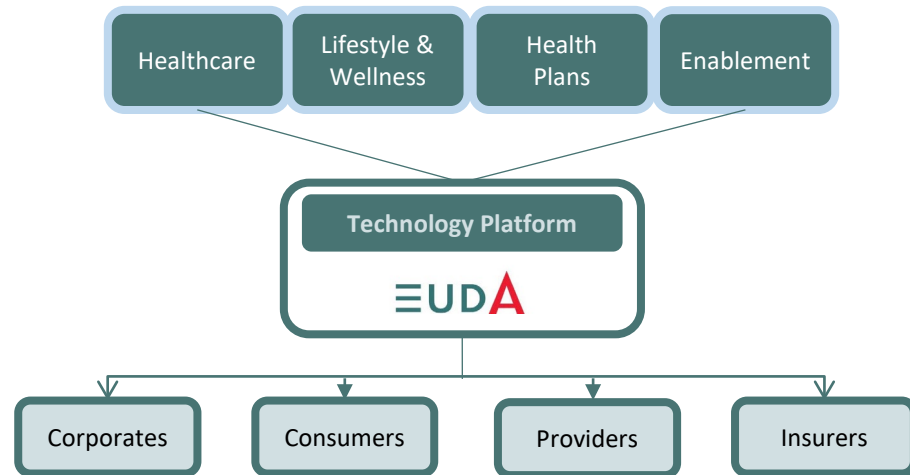 Healthcare
Lifestyle &
Wellness
Health
Plans
Enablement
Technology Platform
EUDA
Corporates
Consumers
Providers
Insurers